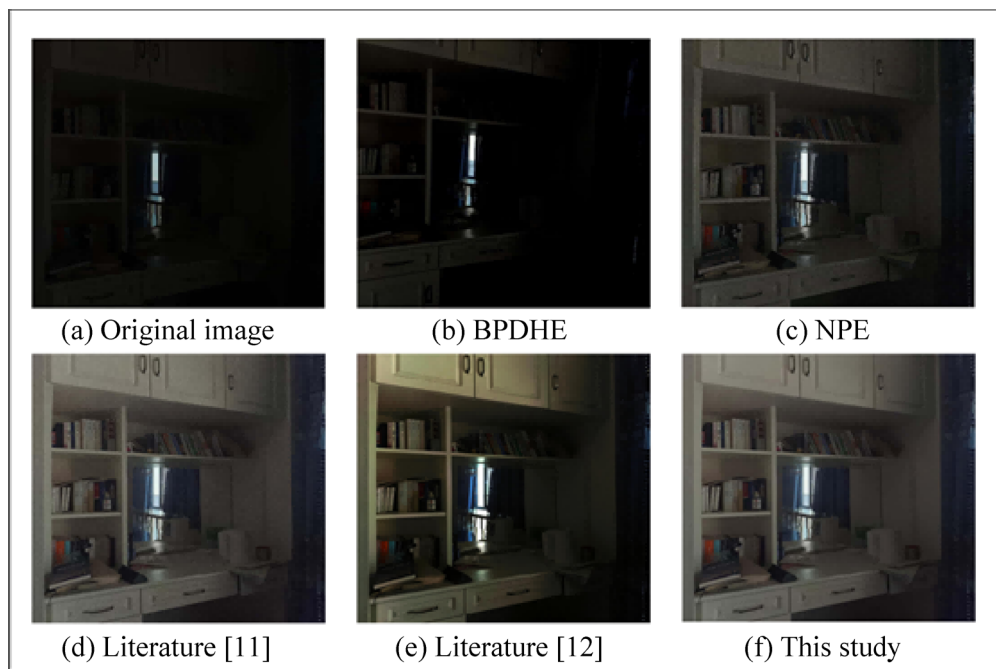 (a) Original image
(b) BPDHE
(c) NPE
(d) Literature [11]
(e) Literature [12]
(f) This study